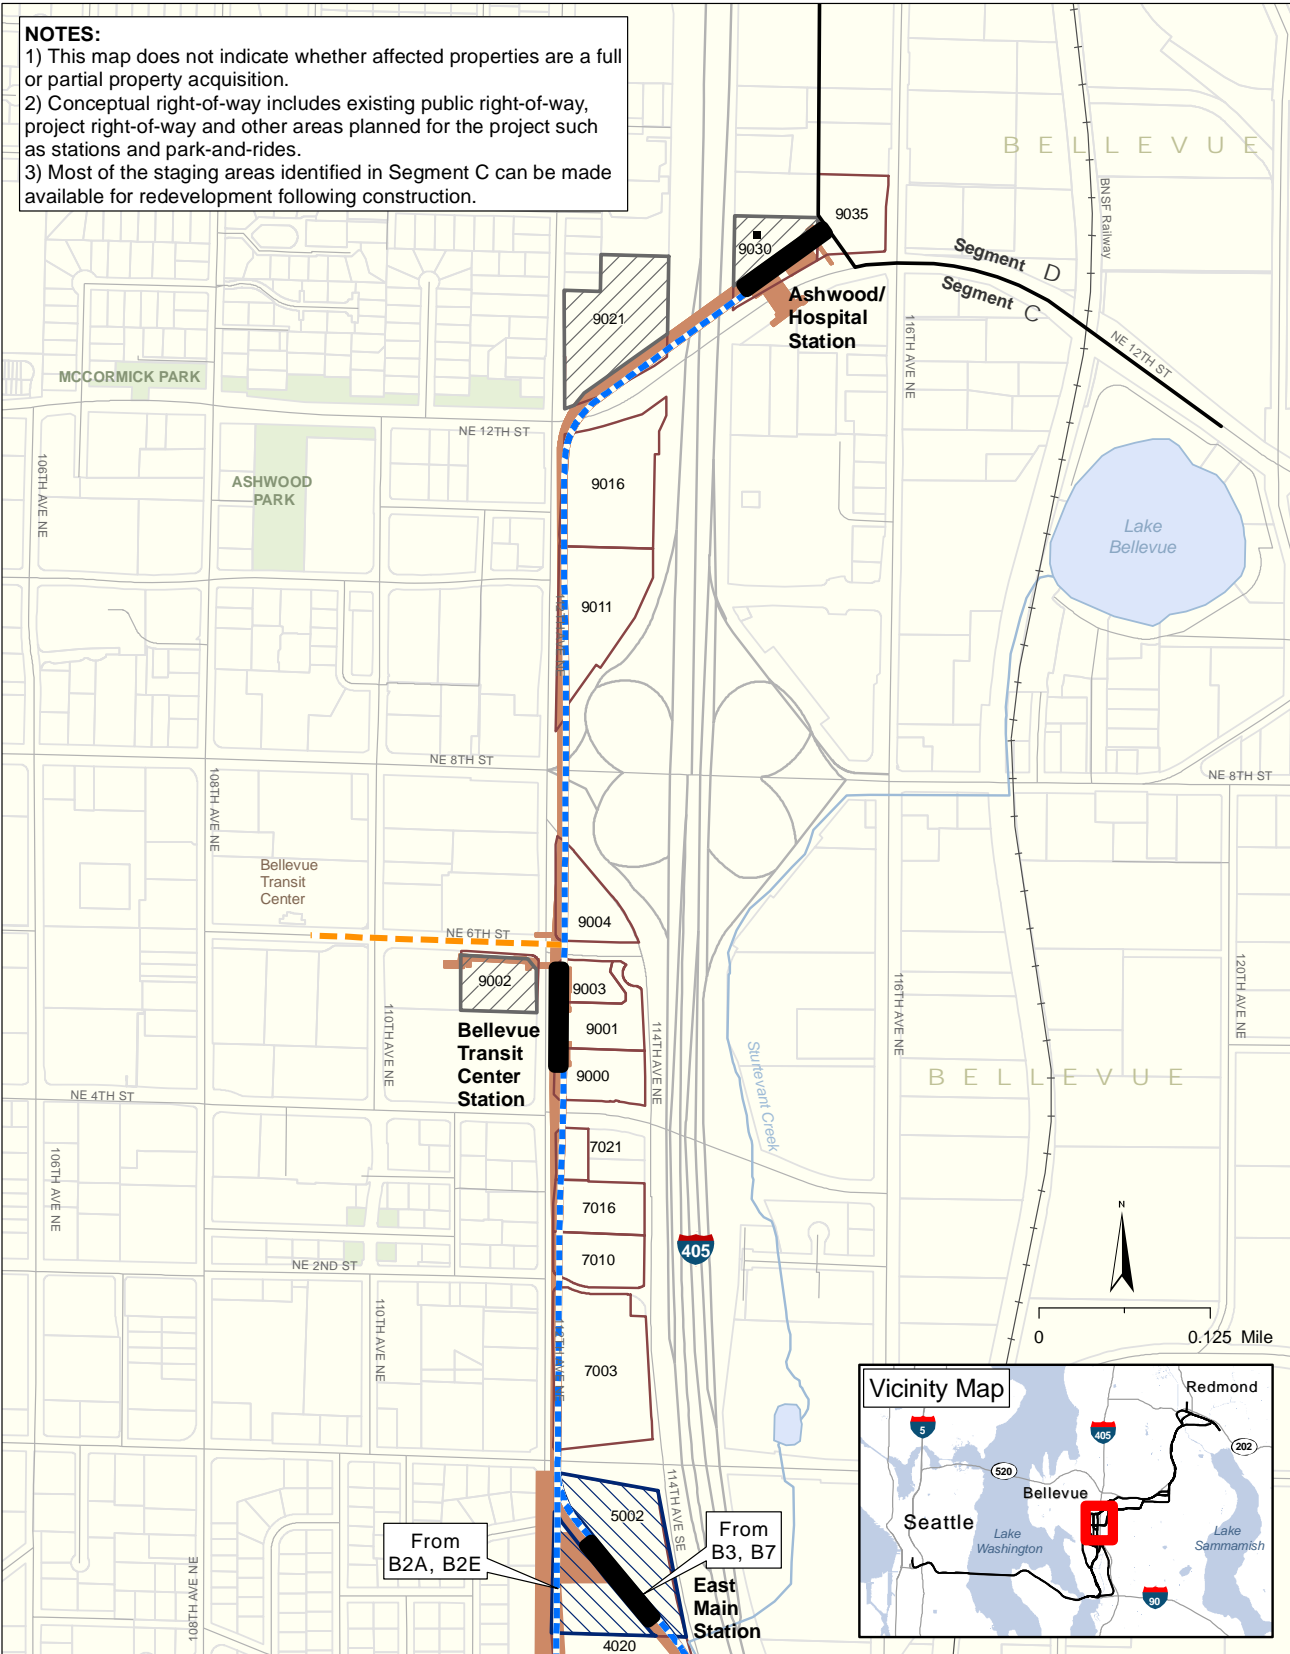 NOTES:
1) This map does not indicate whether affected properties are a full
or partial property acquisition.
2) Conceptual right-of-way includes existing public right-of-way,
project right-of-way and other areas planned for the project such
as stations and park-and-rides.
3) Most of the staging areas identified in Segment C can be made
available for redevelopment following construction.
BELLEVUE
BNSF Railway
9035
9030
Segment D
Segment C
Ashwood/
Hospital
Station
9021
116TH AVE NE
NE 12TH ST
MCCORMICK PARK
NE 12TH ST
106TH AVE NE
ASHWOOD
PARK
9016
Lake
Bellevue
9011
NE 8TH ST
108TH AVE NE
NE 8TH ST
Bellevue
Transit
Center
9004
NE 6TH ST
9002
9003
120TH AVE NE
116TH AVE NE
110TH AVE NE
Bellevue
Transit
Center
Station
9001
114TH AVE NE
Sturtevant Creek
9000
BELLEVUE
NE 4TH ST
7021
106TH AVE NE
7016
N
405
7010
NE 2ND ST
110TH AVE NE
0
0.125 Mile
7003
Vicinity Map
Redmond
5
405
202
520
Bellevue
Seattle
Lake
Washington
Lake
Sammamish
90
114TH AVE SE
5002
From
B2A, B2E
From
B3, B7
East
Main
Station
108TH AVE NE
4020